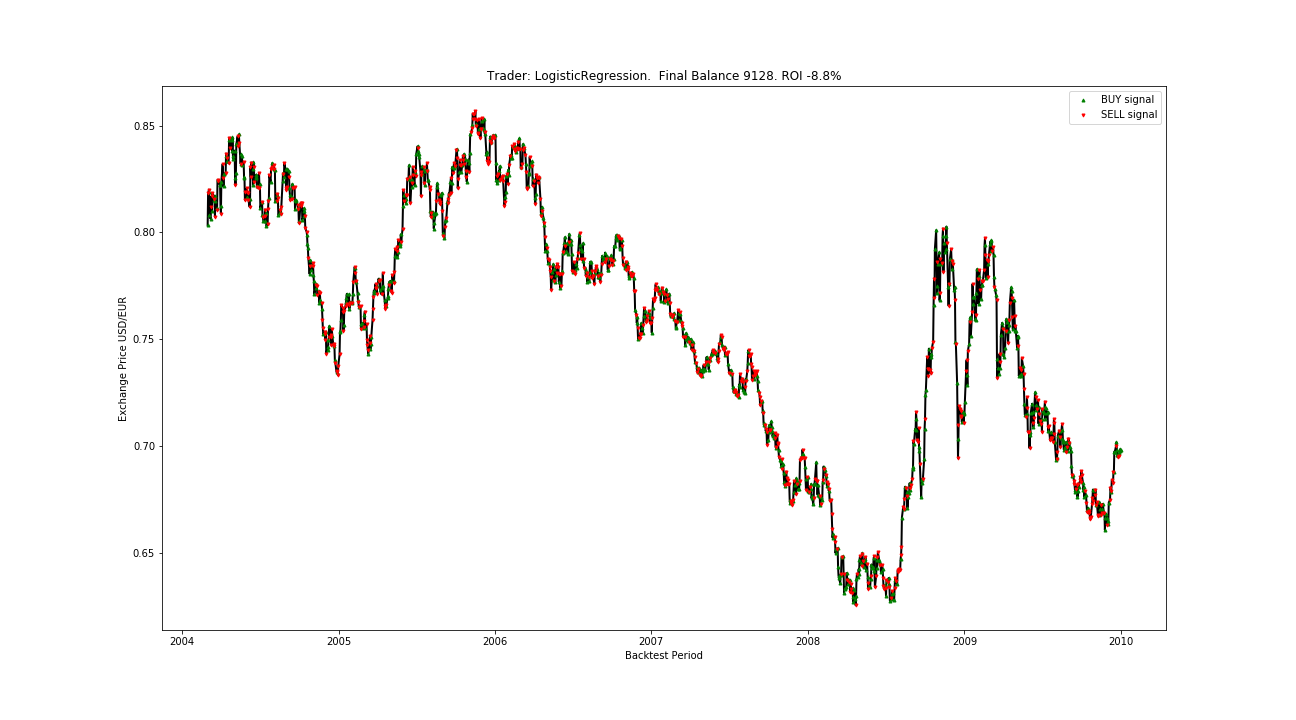 Trader: LogisticRegression.  Final Balance 9128. ROI -8.8%
BUY signal
SELL signal
Exchange Price USD/EUR
0.85
0.80
0.75
0.70
0.65
2004 2005 2006 2007 2008 2009 2010
Backtest Period